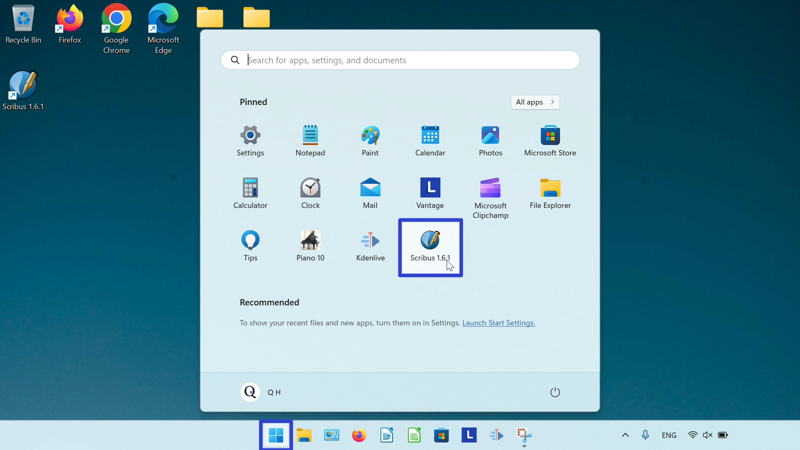 Recycle Bin
Firefox
Google
Chrome
Microsoft
Edge
Scribus 1.6.1
Search for apps, settings, and documents
Pinned
All apps
Settings
Notepad
Paint
Calendar
Photos
Microsoft Store
Calculator
Clock
Mail
L
Vantage
Microsoft
Clipchamp
File Explorer
Tips
Piano 10
Kdenlive
Scribus 1.6.1
Recommended
To show your recent files and new apps, turn them on in Settings. Launch Start Settings.
Q
Q H
L
ENG